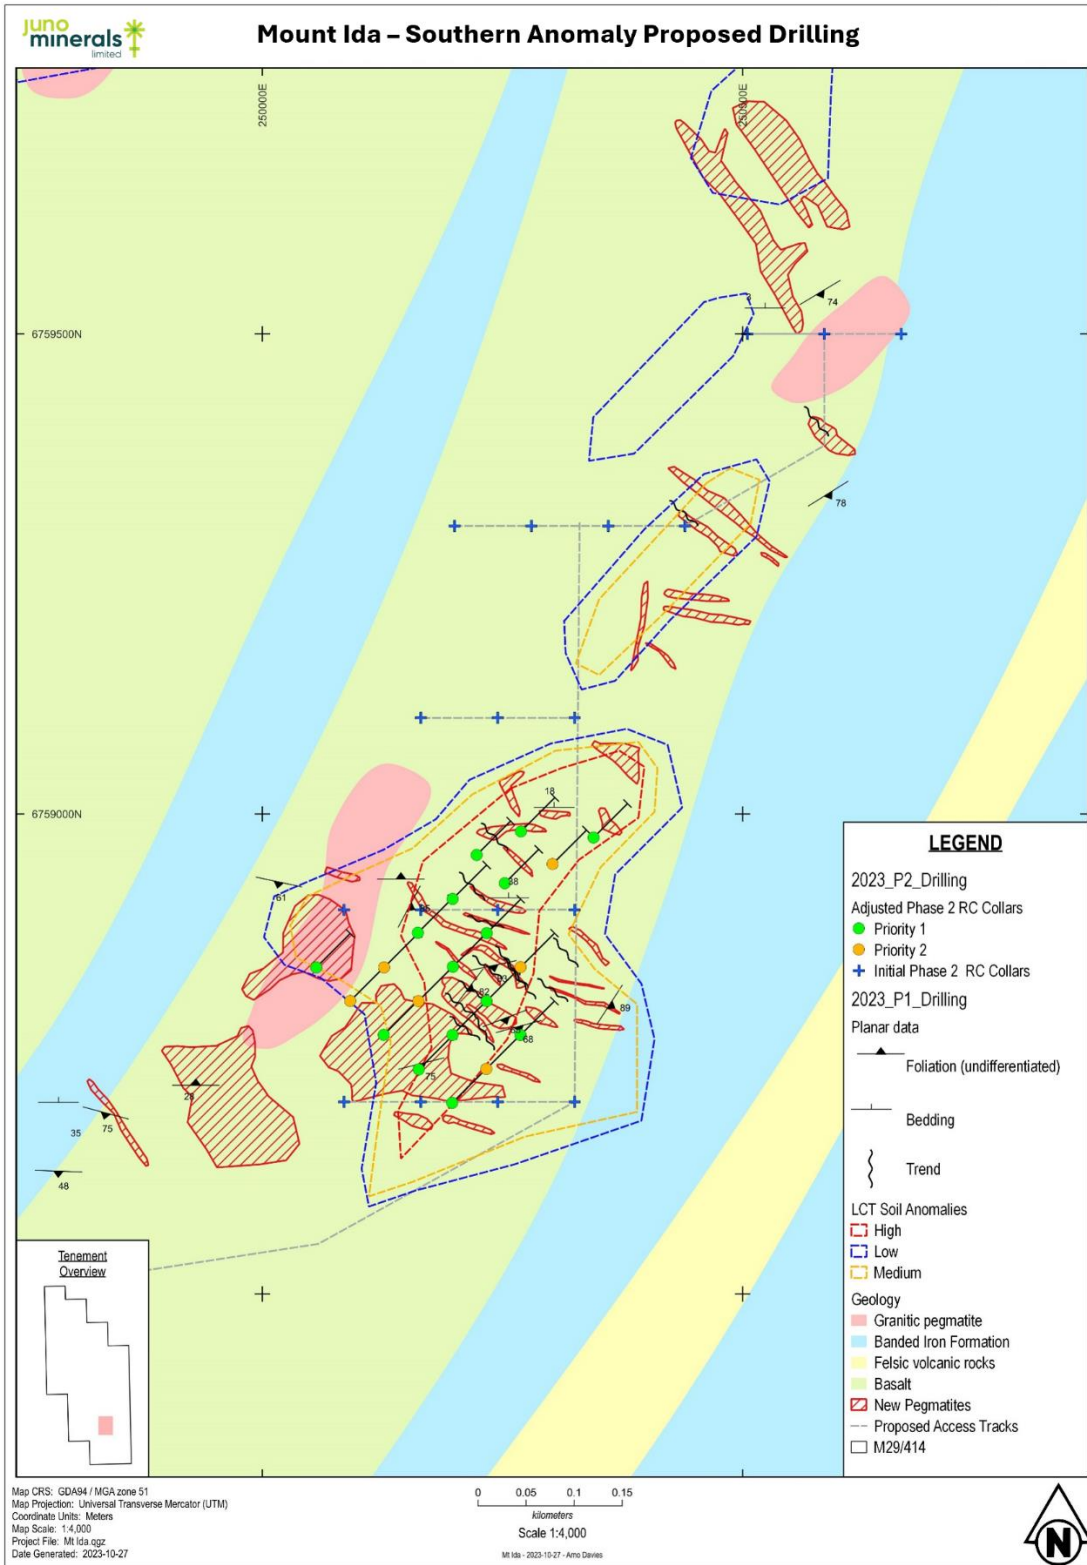 juno
minerals
limited
Mount Ida – Southern Anomaly Proposed Drilling
250000E
250500E
74
6759500N
78
18
6759000N
38
61
82
89
68
75
28
35
75
48
LEGEND
2023_P2_Drilling
Adjusted Phase 2 RC Collars
Priority 1
Priority 2
Initial Phase 2 RC Collars
2023_P1_Drilling
Planar data
Foliation (undifferentiated)
Bedding
Trend
LCT Soil Anomalies
High
Low
Medium
Geology
Granitic pegmatite
Banded Iron Formation
Felsic volcanic rocks
Basalt
New Pegmatites
Proposed Access Tracks
M29/414
Tenement
Overview
Map CRS: GDA94 / MGA zone 51
Map Projection: Universal Transverse Mercator (UTM)
Coordinate Units: Meters
Map Scale: 1:4,000
Project File: Mt Ida.qgz
Date Generated: 2023-10-27
0 0.05 0.1 0.15
kilometers
Scale 1:4,000
Mt Ida - 2023-10-27 - Arno Davies
N